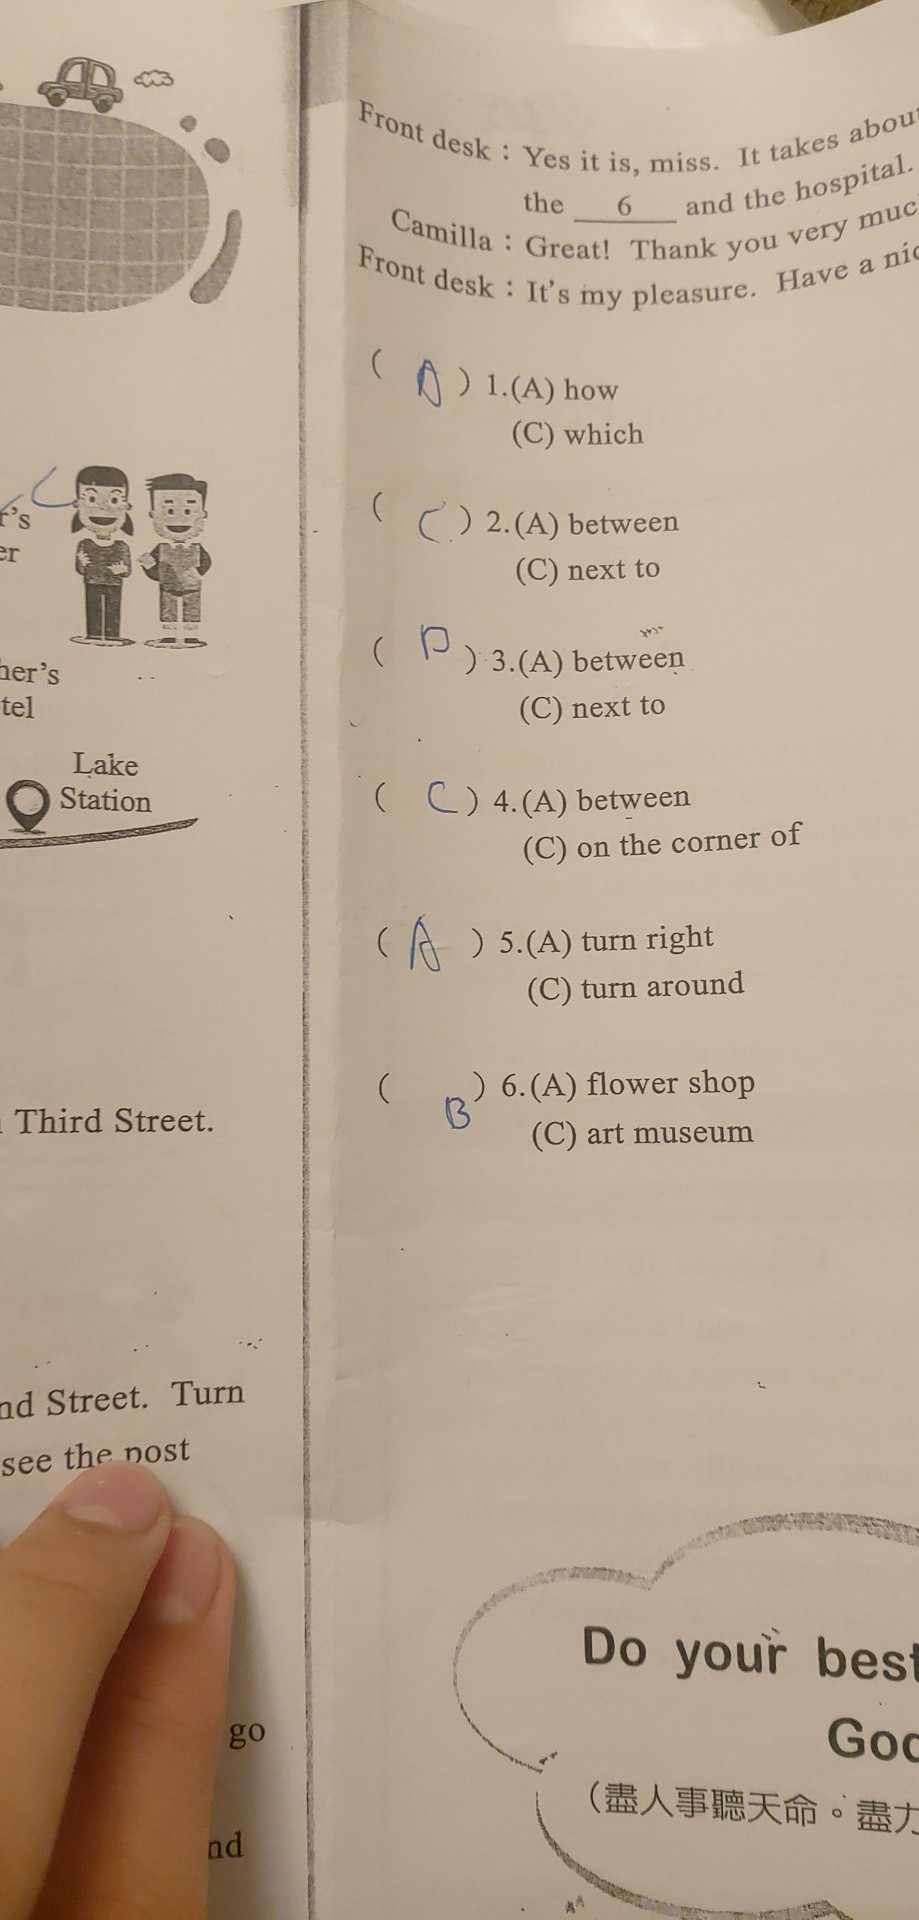 r's
er
her's
tel
Lake
Station
Third Street.
nd Street. Turn
see the post
go
nd
Front desk : Yes it is, miss. It takes about
the 6 and the hospital.
Camilla : Great! Thank you very muc
Front desk : It's my pleasure. Have a nic
( A ) 1.(A) how
(C) which
( C ) 2.(A) between
(C) next to
( D ) 3.(A) between
(C) next to
( C ) 4.(A) between
(C) on the corner of
( A ) 5.(A) turn right
(C) turn around
( B ) 6.(A) flower shop
(C) art museum
Do your best
Goo
(盡人事聽天命。盡力